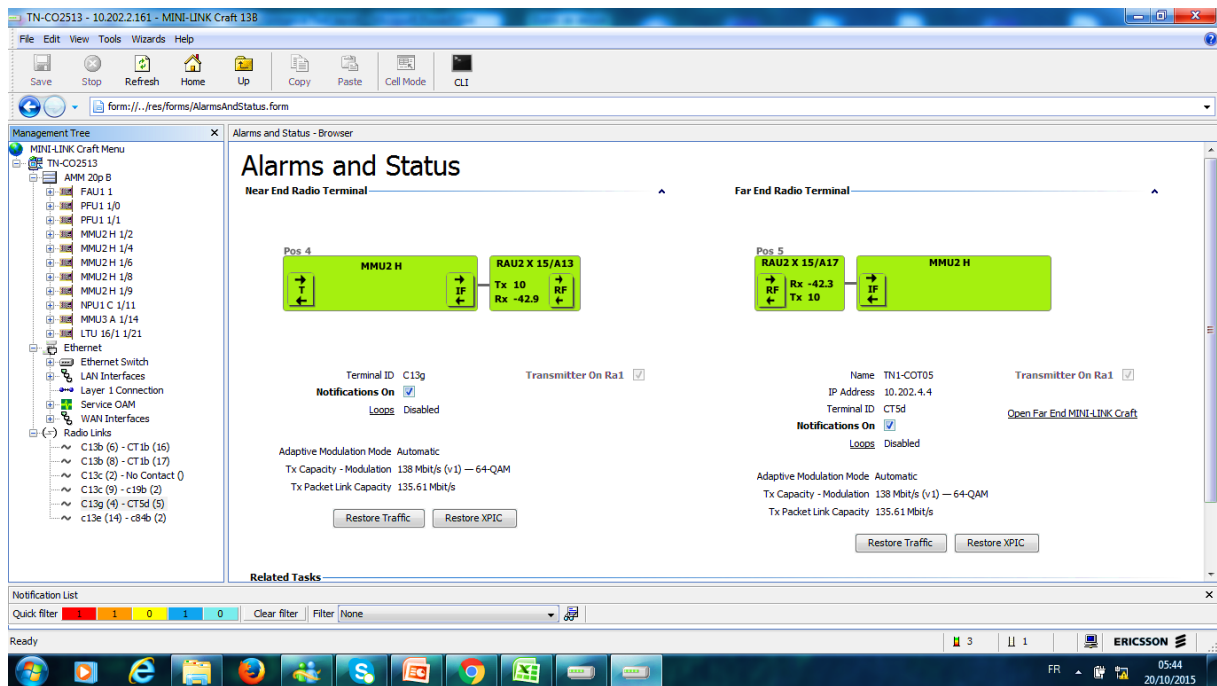 TN-CO2513 - 10.202.2.161 - MINI-LINK Craft 13B
File Edit View Tools Wizards Help
Save Stop Refresh Home Up Copy Paste Cell Mode CLI
form://../res/forms/AlarmsAndStatus.form
Management Tree
MINI-LINK Craft Menu
TN-CO2513
AMM 20p B
FAU1 1
PFU1 1/0
PFU1 1/1
MMU2 H 1/2
MMU2 H 1/4
MMU2 H 1/6
MMU2 H 1/8
MMU2 H 1/9
NPU1 C 1/11
MMU3 A 1/14
LTU 16/1 1/21
Ethernet
Ethernet Switch
LAN Interfaces
Layer 1 Connection
Service OAM
WAN Interfaces
Radio Links
C13b (6) - CT1b (16)
C13b (8) - CT1b (17)
C13c (2) - No Contact ()
C13c (9) - c19b (2)
C13g (4) - CT5d (5)
c13e (14) - c84b (2)
Alarms and Status - Browser
Alarms and Status
Near End Radio Terminal
Pos 4
MMU2 H
RAU2 X 15/A13
T
IF
Tx 10
Rx -42.9
RF
Terminal ID C13g
Transmitter On Ra1
Notifications On
Loops Disabled
Adaptive Modulation Mode Automatic
Tx Capacity - Modulation 138 Mbit/s (v1) — 64-QAM
Tx Packet Link Capacity 135.61 Mbit/s
Restore Traffic Restore XPIC
Far End Radio Terminal
Pos 5
RAU2 X 15/A17
MMU2 H
RF
Rx -42.3
Tx 10
IF
Name TN1-COT05
Transmitter On Ra1
IP Address 10.202.4.4
Terminal ID CT5d
Open Far End MINI-LINK Craft
Notifications On
Loops Disabled
Adaptive Modulation Mode Automatic
Tx Capacity - Modulation 138 Mbit/s (v1) — 64-QAM
Tx Packet Link Capacity 135.61 Mbit/s
Restore Traffic Restore XPIC
Related Tasks
Notification List
Quick filter 1 1 0 1 0 Clear filter Filter None
Ready
3 1 ERICSSON
FR 05:44
20/10/2015